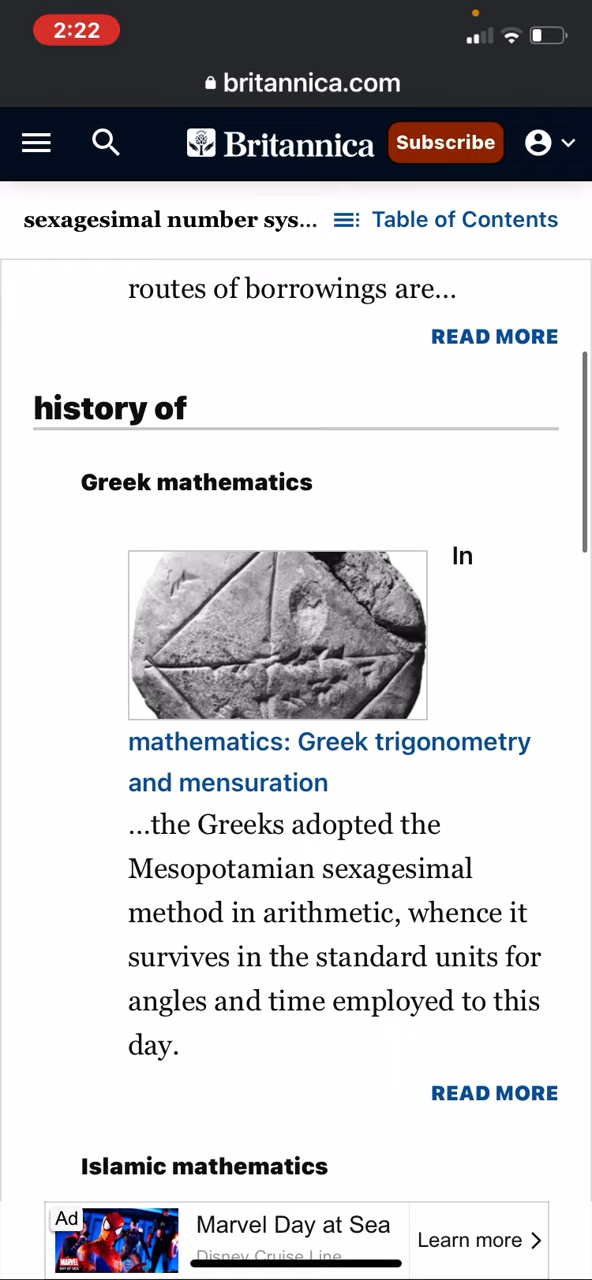 2:22
britannica.com
Britannica
Subscribe
sexagesimal number sys...
Table of Contents
routes of borrowings are...
READ MORE
history of
Greek mathematics
In
mathematics: Greek trigonometry
and mensuration
...the Greeks adopted the
Mesopotamian sexagesimal
method in arithmetic, whence it
survives in the standard units for
angles and time employed to this
day.
READ MORE
Islamic mathematics
Ad
Marvel Day at Sea
Disney Cruise Line
Learn more